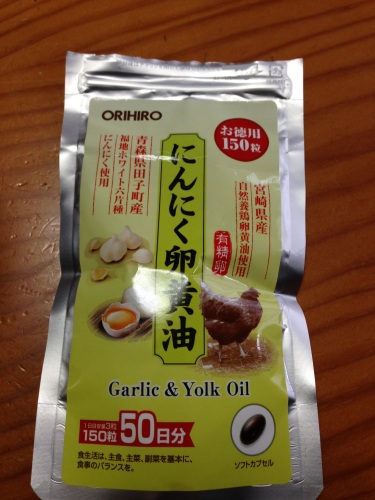 ORIHIRO
お徳用
150粒
宮崎県産
自然養鶏卵黄油使用
有精卵
にんにく卵黄油
青森県田子町産
福地ホワイト六片種
にんにく使用
Garlic & Yolk Oil
1日目安量3粒
150粒 50日分
食生活は、主食、主菜、副菜を基本に、
食事のバランスを。
ソフトカプセル